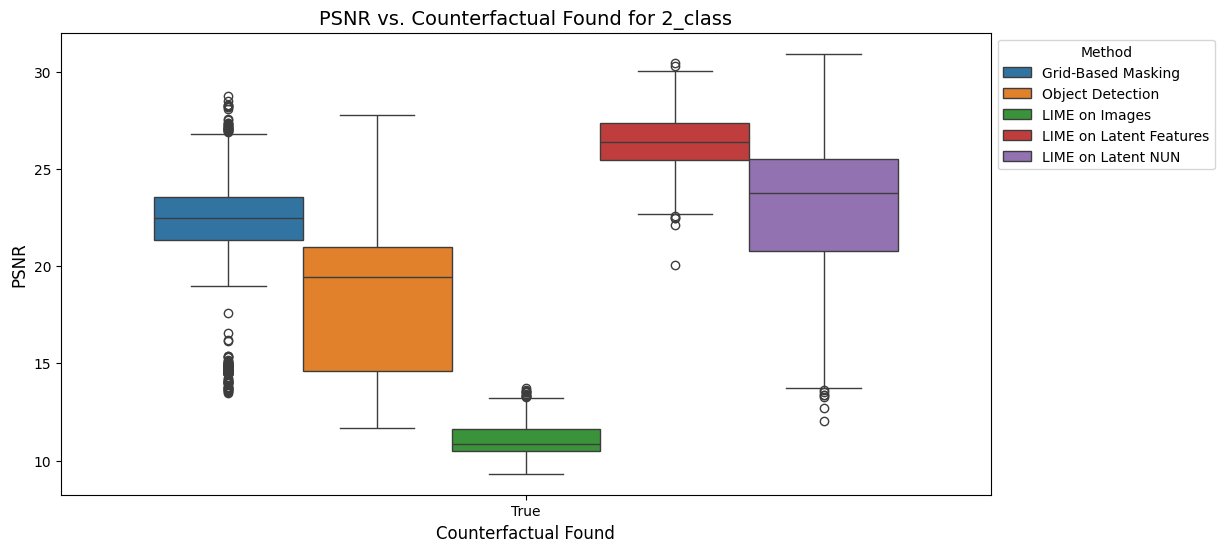 PSNR vs. Counterfactual Found for 2_class
Method
Grid-Based Masking
Object Detection
LIME on Images
LIME on Latent Features
LIME on Latent NUN
PSNR
30
25
20
15
10
True
Counterfactual Found